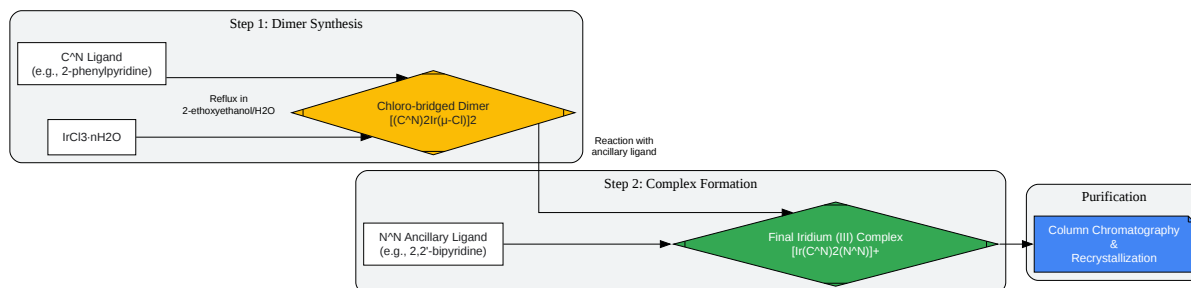 Step 1: Dimer Synthesis
C^N Ligand
(e.g., 2-phenylpyridine)
Reflux in
2-ethoxyethanol/H2O
Chloro-bridged Dimer
[(C^N)2Ir(μ-Cl)]2
IrCl3·nH2O
Reaction with
ancillary ligand
Step 2: Complex Formation
N^N Ancillary Ligand
(e.g., 2,2'-bipyridine)
Final Iridium (III) Complex
[Ir(C^N)2(N^N)]+
Purification
Column Chromatography
&
Recrystallization